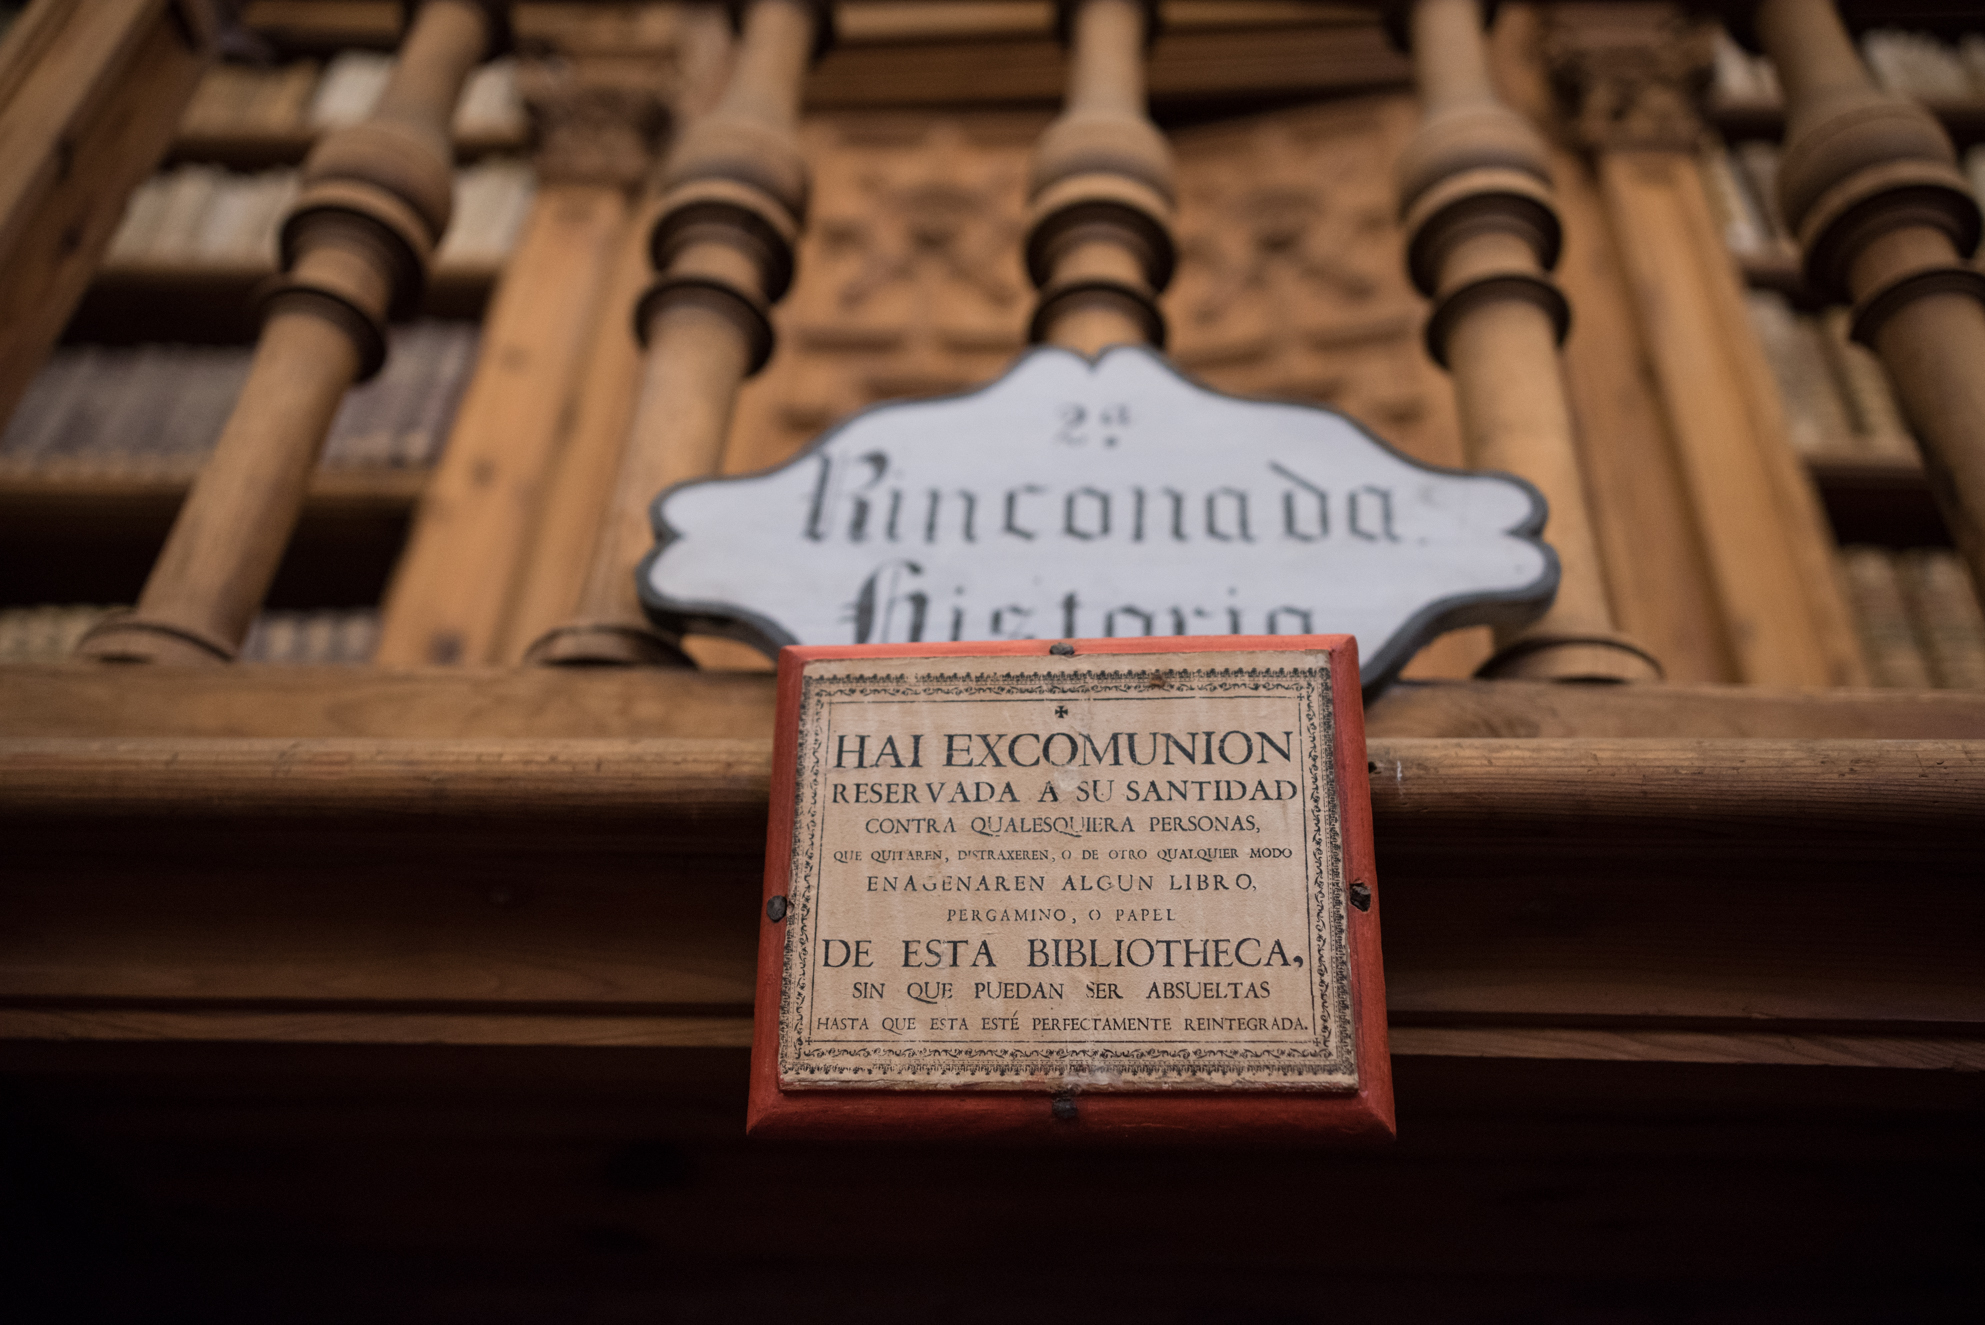 2ª
Rinconada.
Historia
✠
HAI EXCOMUNION
RESERVADA A SU SANTIDAD
CONTRA QUALESQUIERA PERSONAS,
QUE QUITAREN, DISTRAXEREN, O DE OTRO QUALQUIER MODO
ENAGENAREN ALGUN LIBRO,
PERGAMINO, O PAPEL
DE ESTA BIBLIOTHECA,
SIN QUE PUEDAN SER ABSUELTAS
HASTA QUE ESTA ESTÉ PERFECTAMENTE REINTEGRADA.